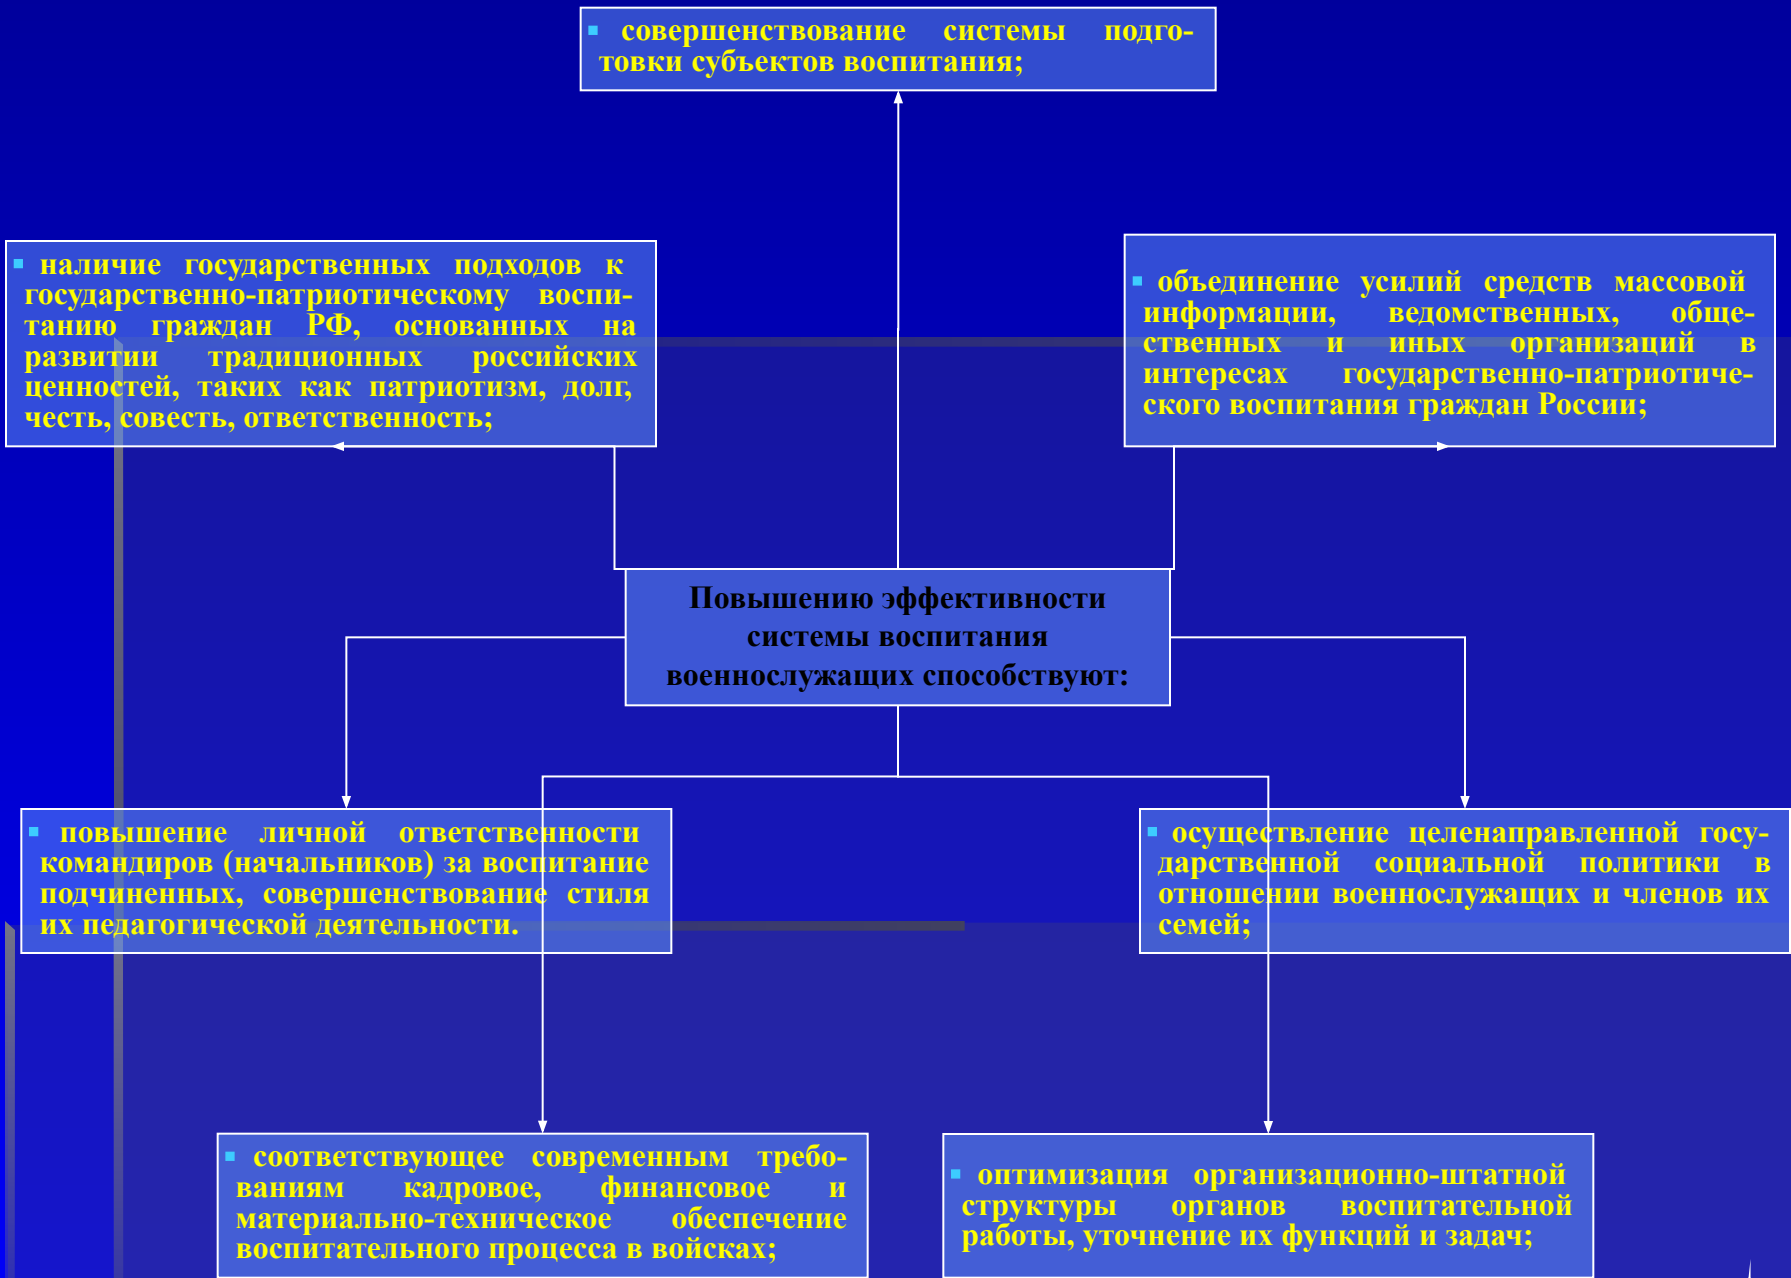 ▪ совершенствование системы подго-
товки субъектов воспитания;
▪ наличие государственных подходов к
государственно-патриотическому воспи-
танию граждан РФ, основанных на
развитии традиционных российских
ценностей, таких как патриотизм, долг,
честь, совесть, ответственность;
▪ объединение усилий средств массовой
информации, ведомственных, обще-
ственных и иных организаций в
интересах государственно-патриотиче-
ского воспитания граждан России;
Повышению эффективности
системы воспитания
военнослужащих способствуют:
▪ повышение личной ответственности
командиров (начальников) за воспитание
подчиненных, совершенствование стиля
их педагогической деятельности.
▪ осуществление целенаправленной госу-
дарственной социальной политики в
отношении военнослужащих и членов их
семей;
▪ соответствующее современным требо-
ваниям кадровое, финансовое и
материально-техническое обеспечение
воспитательного процесса в войсках;
▪ оптимизация организационно-штатной
структуры органов воспитательной
работы, уточнение их функций и задач;